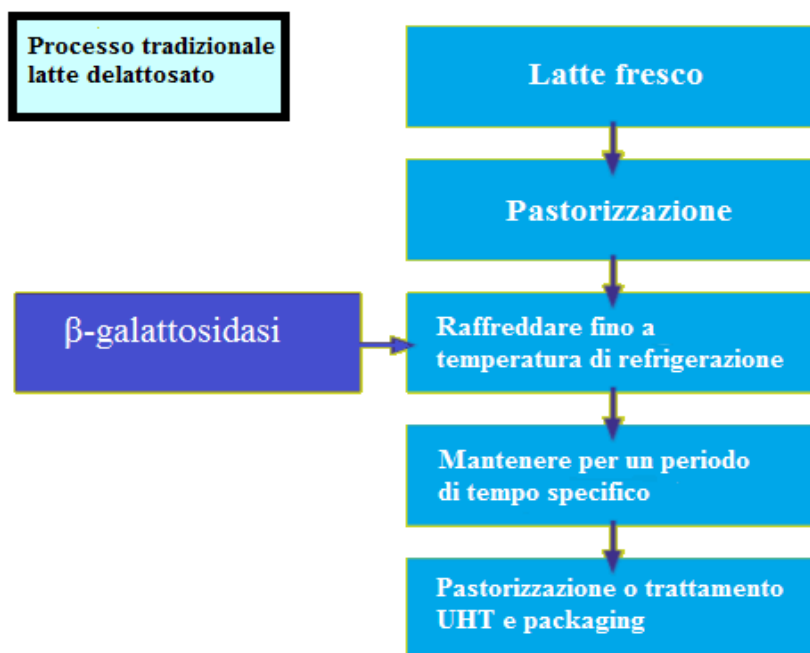 Processo tradizionale
latte delattosato
Latte fresco
Pastorizzazione
β-galattosidasi
Raffreddare fino a
temperatura di refrigerazione
Mantenere per un periodo
di tempo specifico
Pastorizzazione o trattamento
UHT e packaging